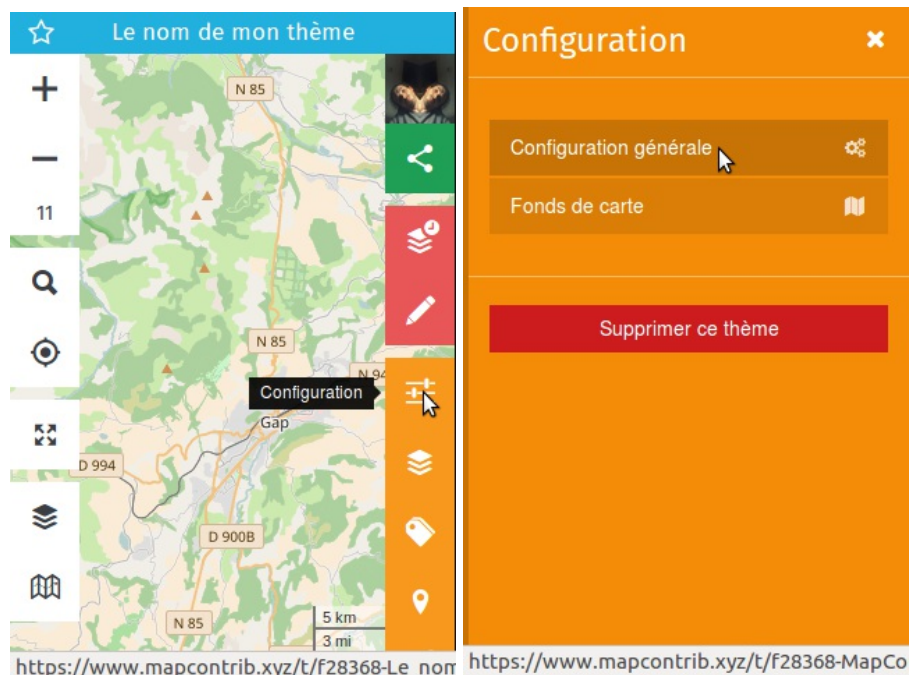 Le nom de mon thème
N 85
11
N 85
N 94
Configuration
Gap
D 994
D 900B
N 85
5 km
3 mi
https://www.mapcontrib.xyz/t/f28368-Le_nom
Configuration
Configuration générale
Fonds de carte
Supprimer ce thème
https://www.mapcontrib.xyz/t/f28368-MapCo